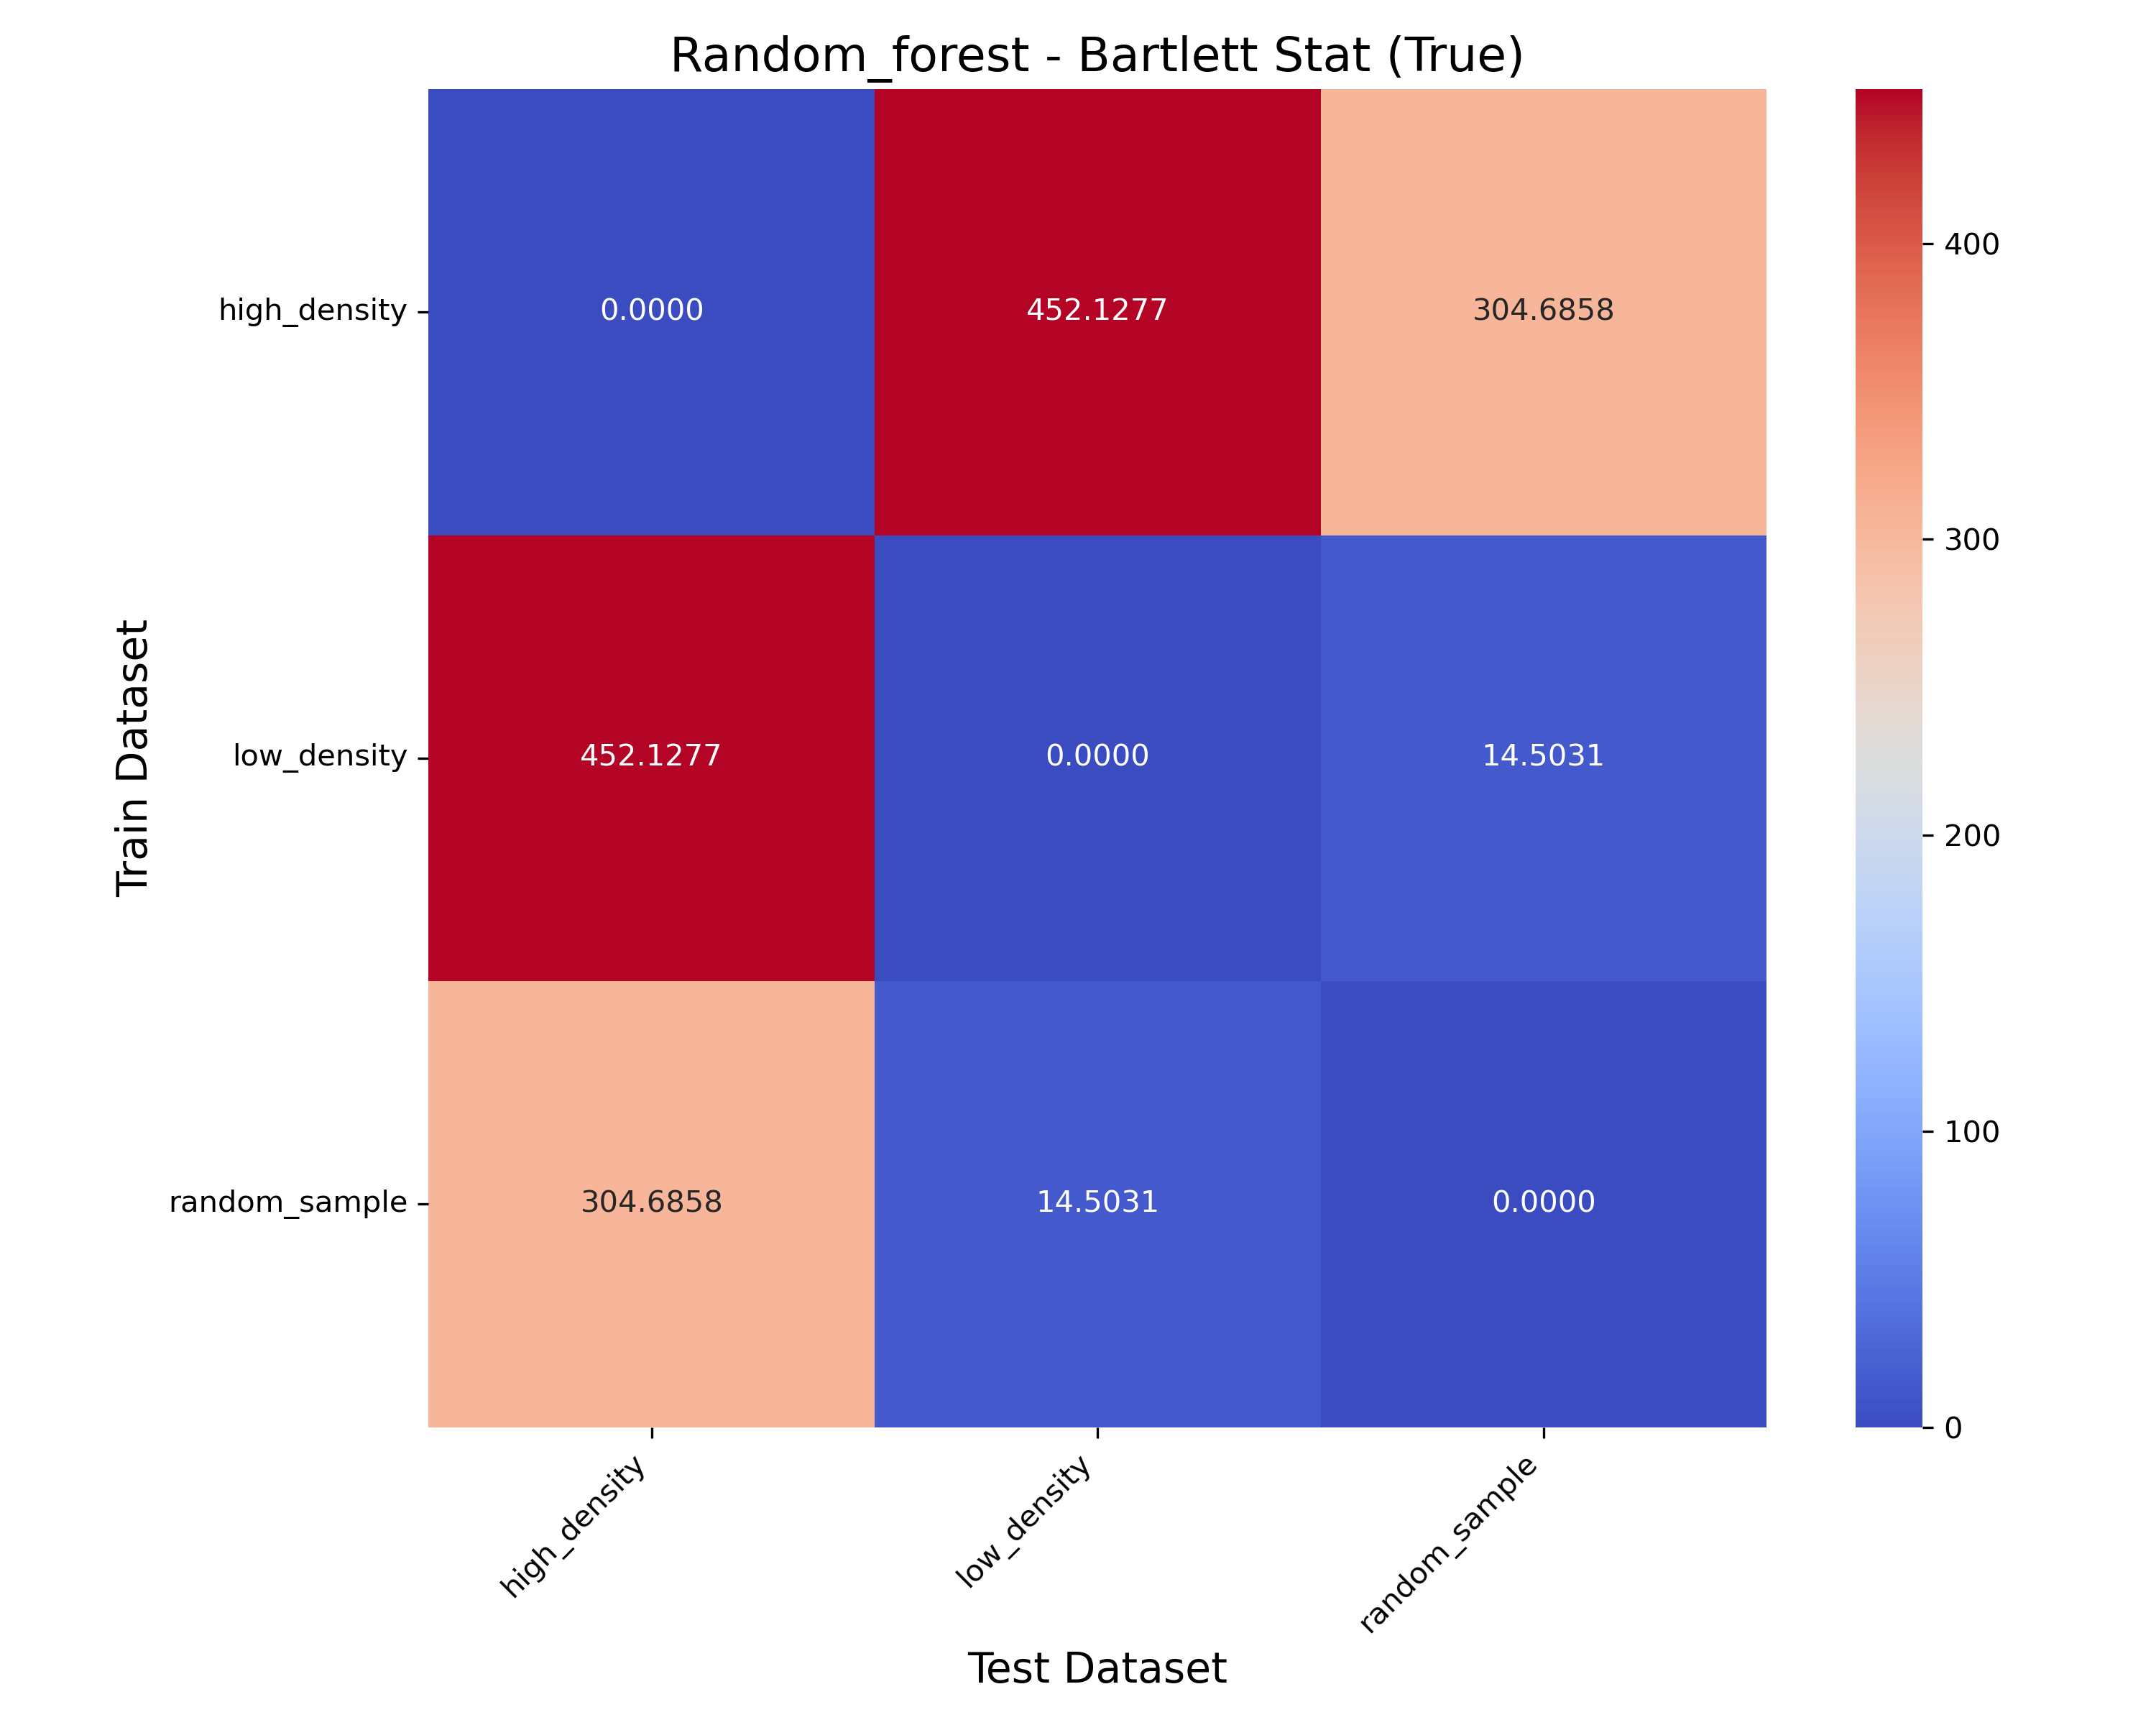 Random_forest - Bartlett Stat (True)
high_density 0.0000 452.1277 304.6858
low_density 452.1277 0.0000 14.5031
random_sample 304.6858 14.5031 0.0000
Train Dataset
high_density low_density random_sample
Test Dataset
400
300
200
100
0